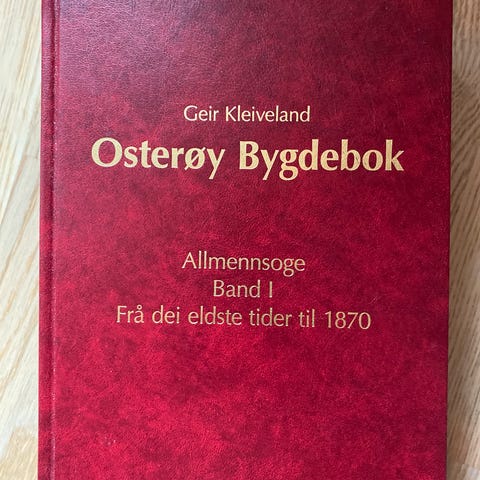 Geir Kleiveland
Osterøy Bygdebok
Allmennsoge
Band I
Frå dei eldste tider til 1870